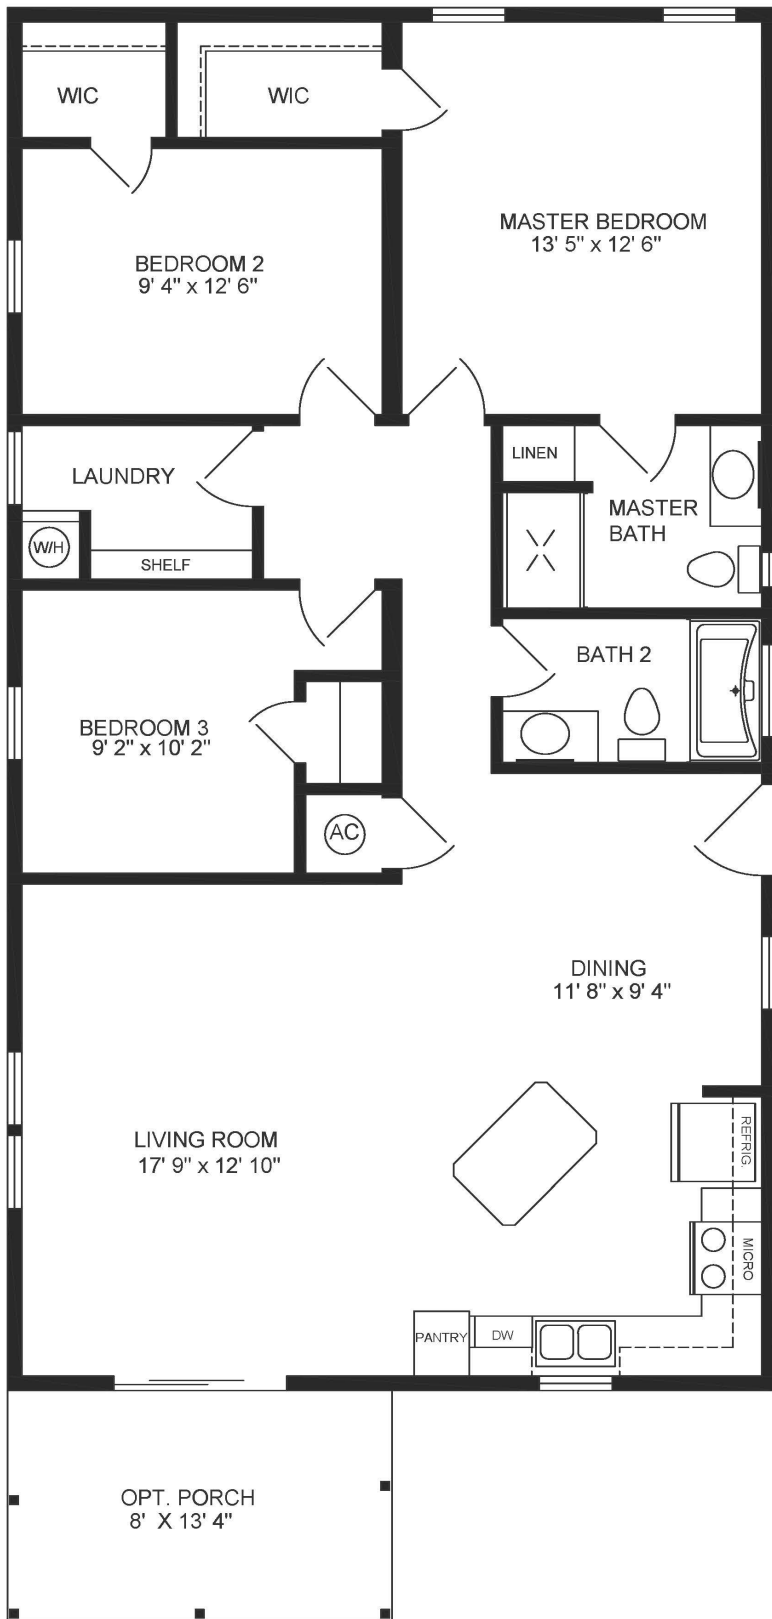 WIC
WIC
MASTER BEDROOM
13' 5" x 12' 6"
BEDROOM 2
9' 4" x 12' 6"
LINEN
LAUNDRY
MASTER
BATH
W/H
SHELF
BATH 2
BEDROOM 3
9' 2" x 10' 2"
AC
DINING
11' 8" x 9' 4"
LIVING ROOM
17' 9" x 12' 10"
REFRIG.
MICRO
PANTRY
DW
OPT. PORCH
8' X 13' 4"